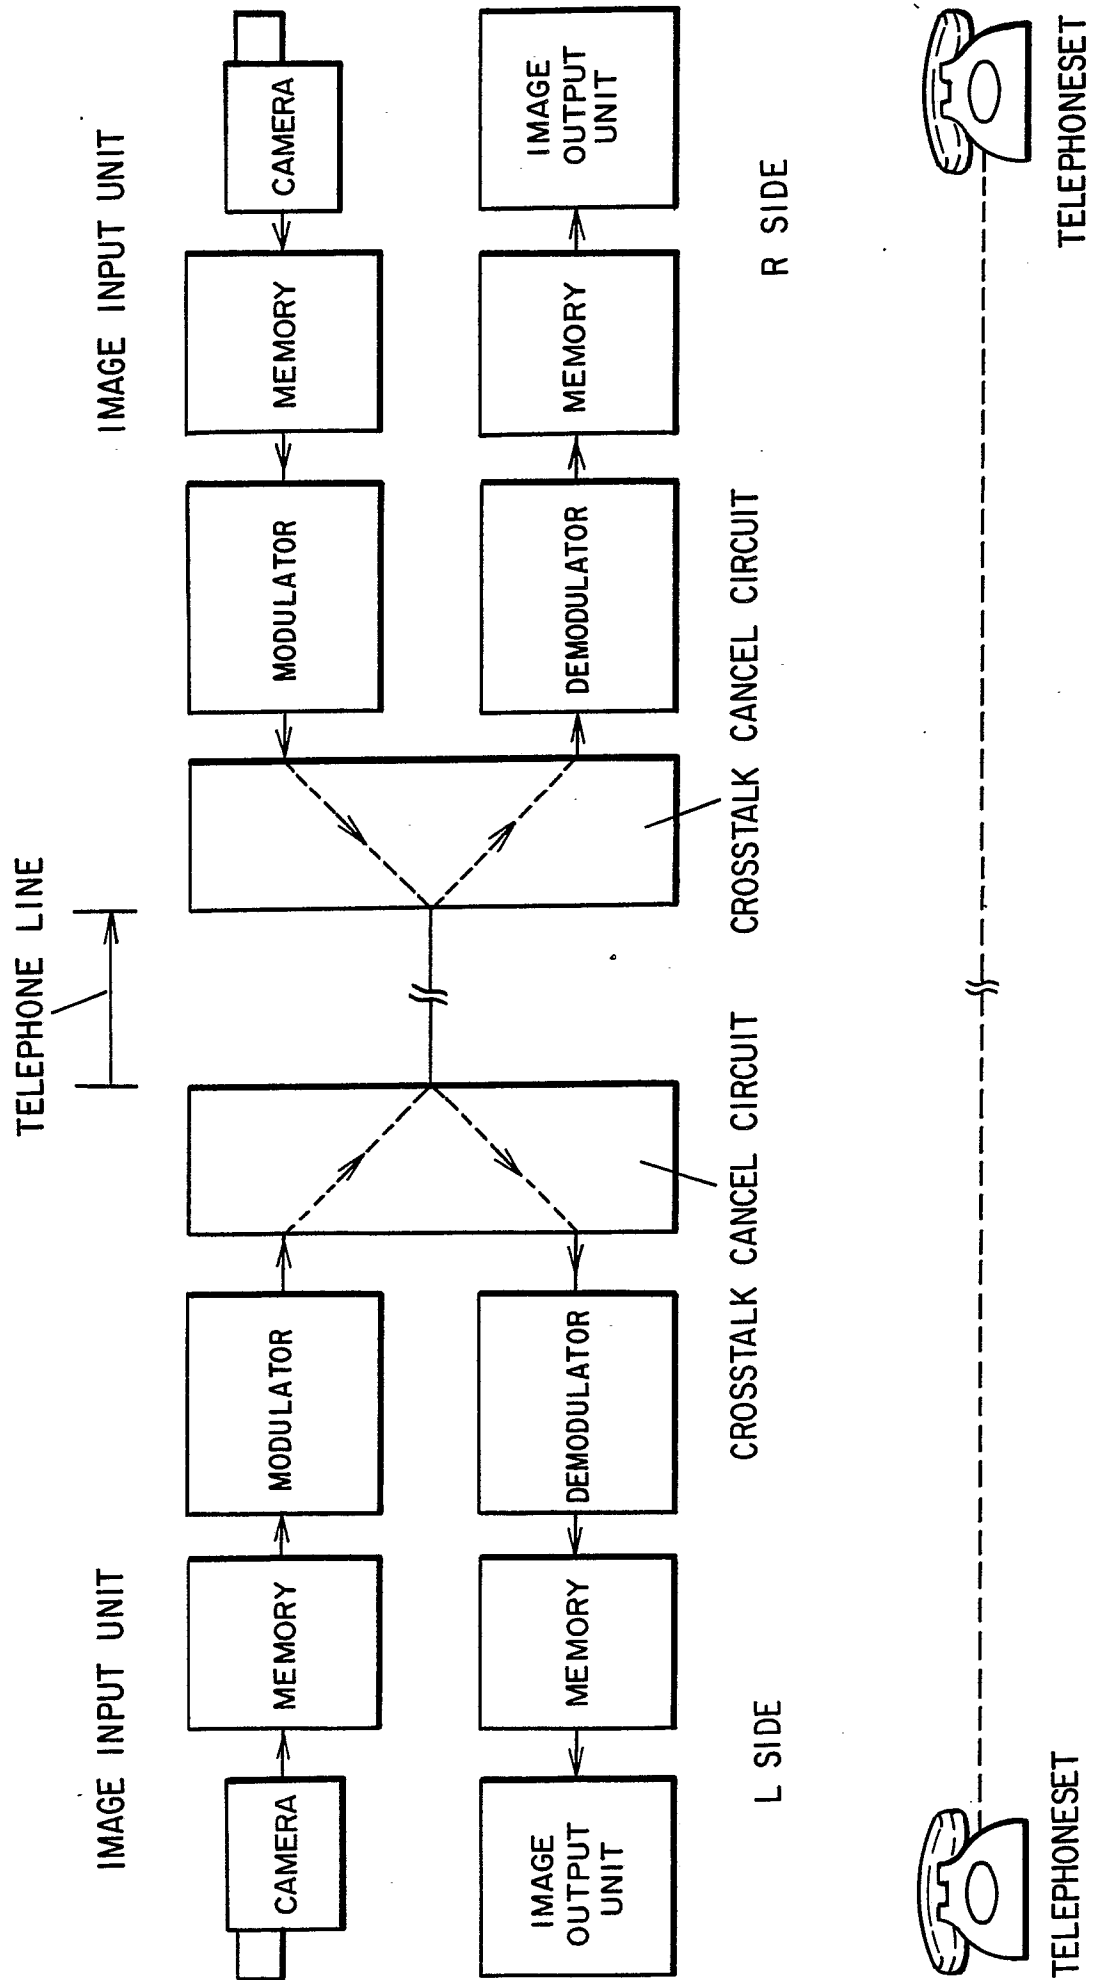 TELEPHONE LINE
IMAGE INPUT UNIT
IMAGE INPUT UNIT
CAMERA
MEMORY
MODULATOR
MODULATOR
MEMORY
CAMERA
IMAGE
OUTPUT
UNIT
MEMORY
DEMODULATOR
DEMODULATOR
MEMORY
IMAGE
OUTPUT
UNIT
CROSSTALK CANCEL CIRCUIT
CROSSTALK CANCEL CIRCUIT
L SIDE
R SIDE
TELEPHONESET
TELEPHONESET